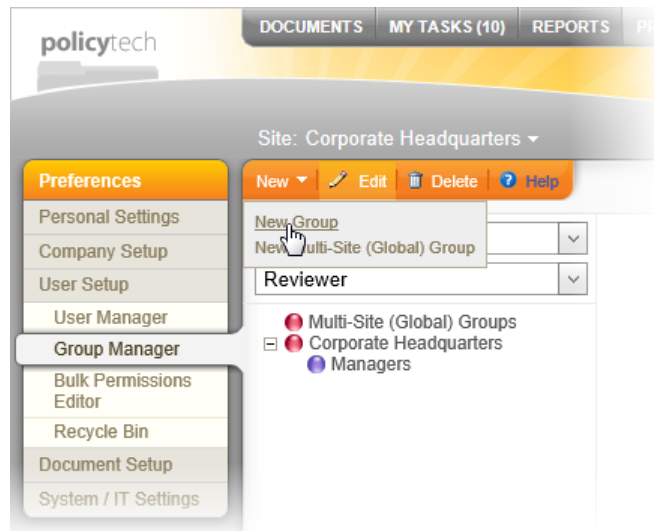 policytech
DOCUMENTS MY TASKS (10) REPORTS
Site: Corporate Headquarters
Preferences
New Edit Delete Help
Personal Settings
Company Setup
User Setup
User Manager
Group Manager
Bulk Permissions
Editor
Recycle Bin
Document Setup
System / IT Settings
New Group
New Multi-Site (Global) Group
Reviewer
Multi-Site (Global) Groups
Corporate Headquarters
Managers